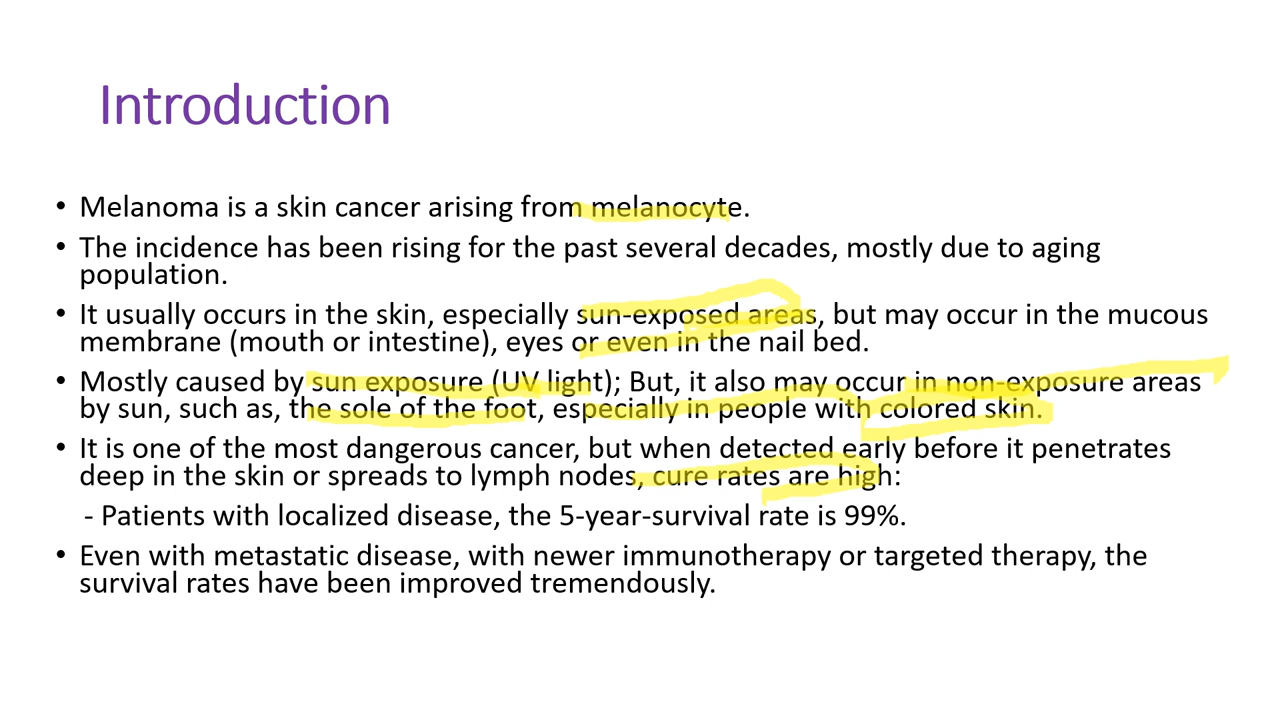 Introduction
• Melanoma is a skin cancer arising from melanocyte.
• The incidence has been rising for the past several decades, mostly due to aging
population.
• It usually occurs in the skin, especially sun-exposed areas, but may occur in the mucous
membrane (mouth or intestine), eyes or even in the nail bed.
• Mostly caused by sun exposure (UV light); But, it also may occur in non-exposure areas
by sun, such as, the sole of the foot, especially in people with colored skin.
• It is one of the most dangerous cancer, but when detected early before it penetrates
deep in the skin or spreads to lymph nodes, cure rates are high:
- Patients with localized disease, the 5-year-survival rate is 99%.
• Even with metastatic disease, with newer immunotherapy or targeted therapy, the
survival rates have been improved tremendously.